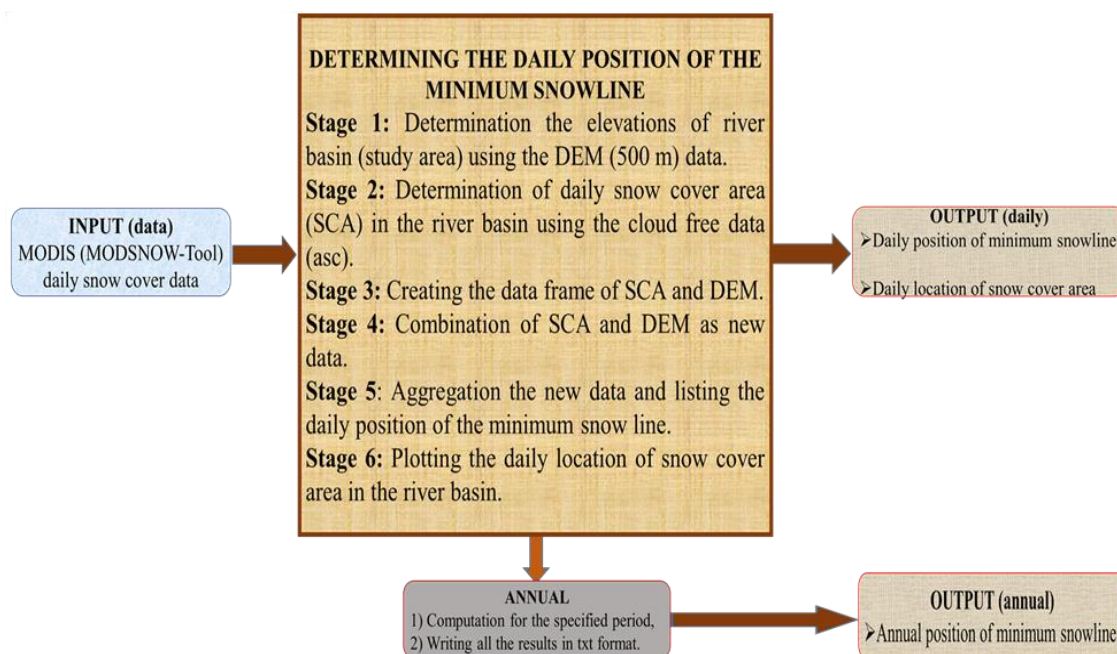 DETERMINING THE DAILY POSITION OF THE
MINIMUM SNOWLINE
Stage 1: Determination the elevations of river
basin (study area) using the DEM (500 m) data.
Stage 2: Determination of daily snow cover area
(SCA) in the river basin using the cloud free data
(asc).
Stage 3: Creating the data frame of SCA and DEM.
Stage 4: Combination of SCA and DEM as new
data.
Stage 5: Aggregation the new data and listing the
daily position of the minimum snow line.
Stage 6: Plotting the daily location of snow cover
area in the river basin.
INPUT (data)
MODIS (MODSNOW-Tool)
daily snow cover data
OUTPUT (daily)
➢Daily position of minimum snowline
➢Daily location of snow cover area
ANNUAL
1) Computation for the specified period,
2) Writing all the results in txt format.
OUTPUT (annual)
➢Annual position of minimum snowline